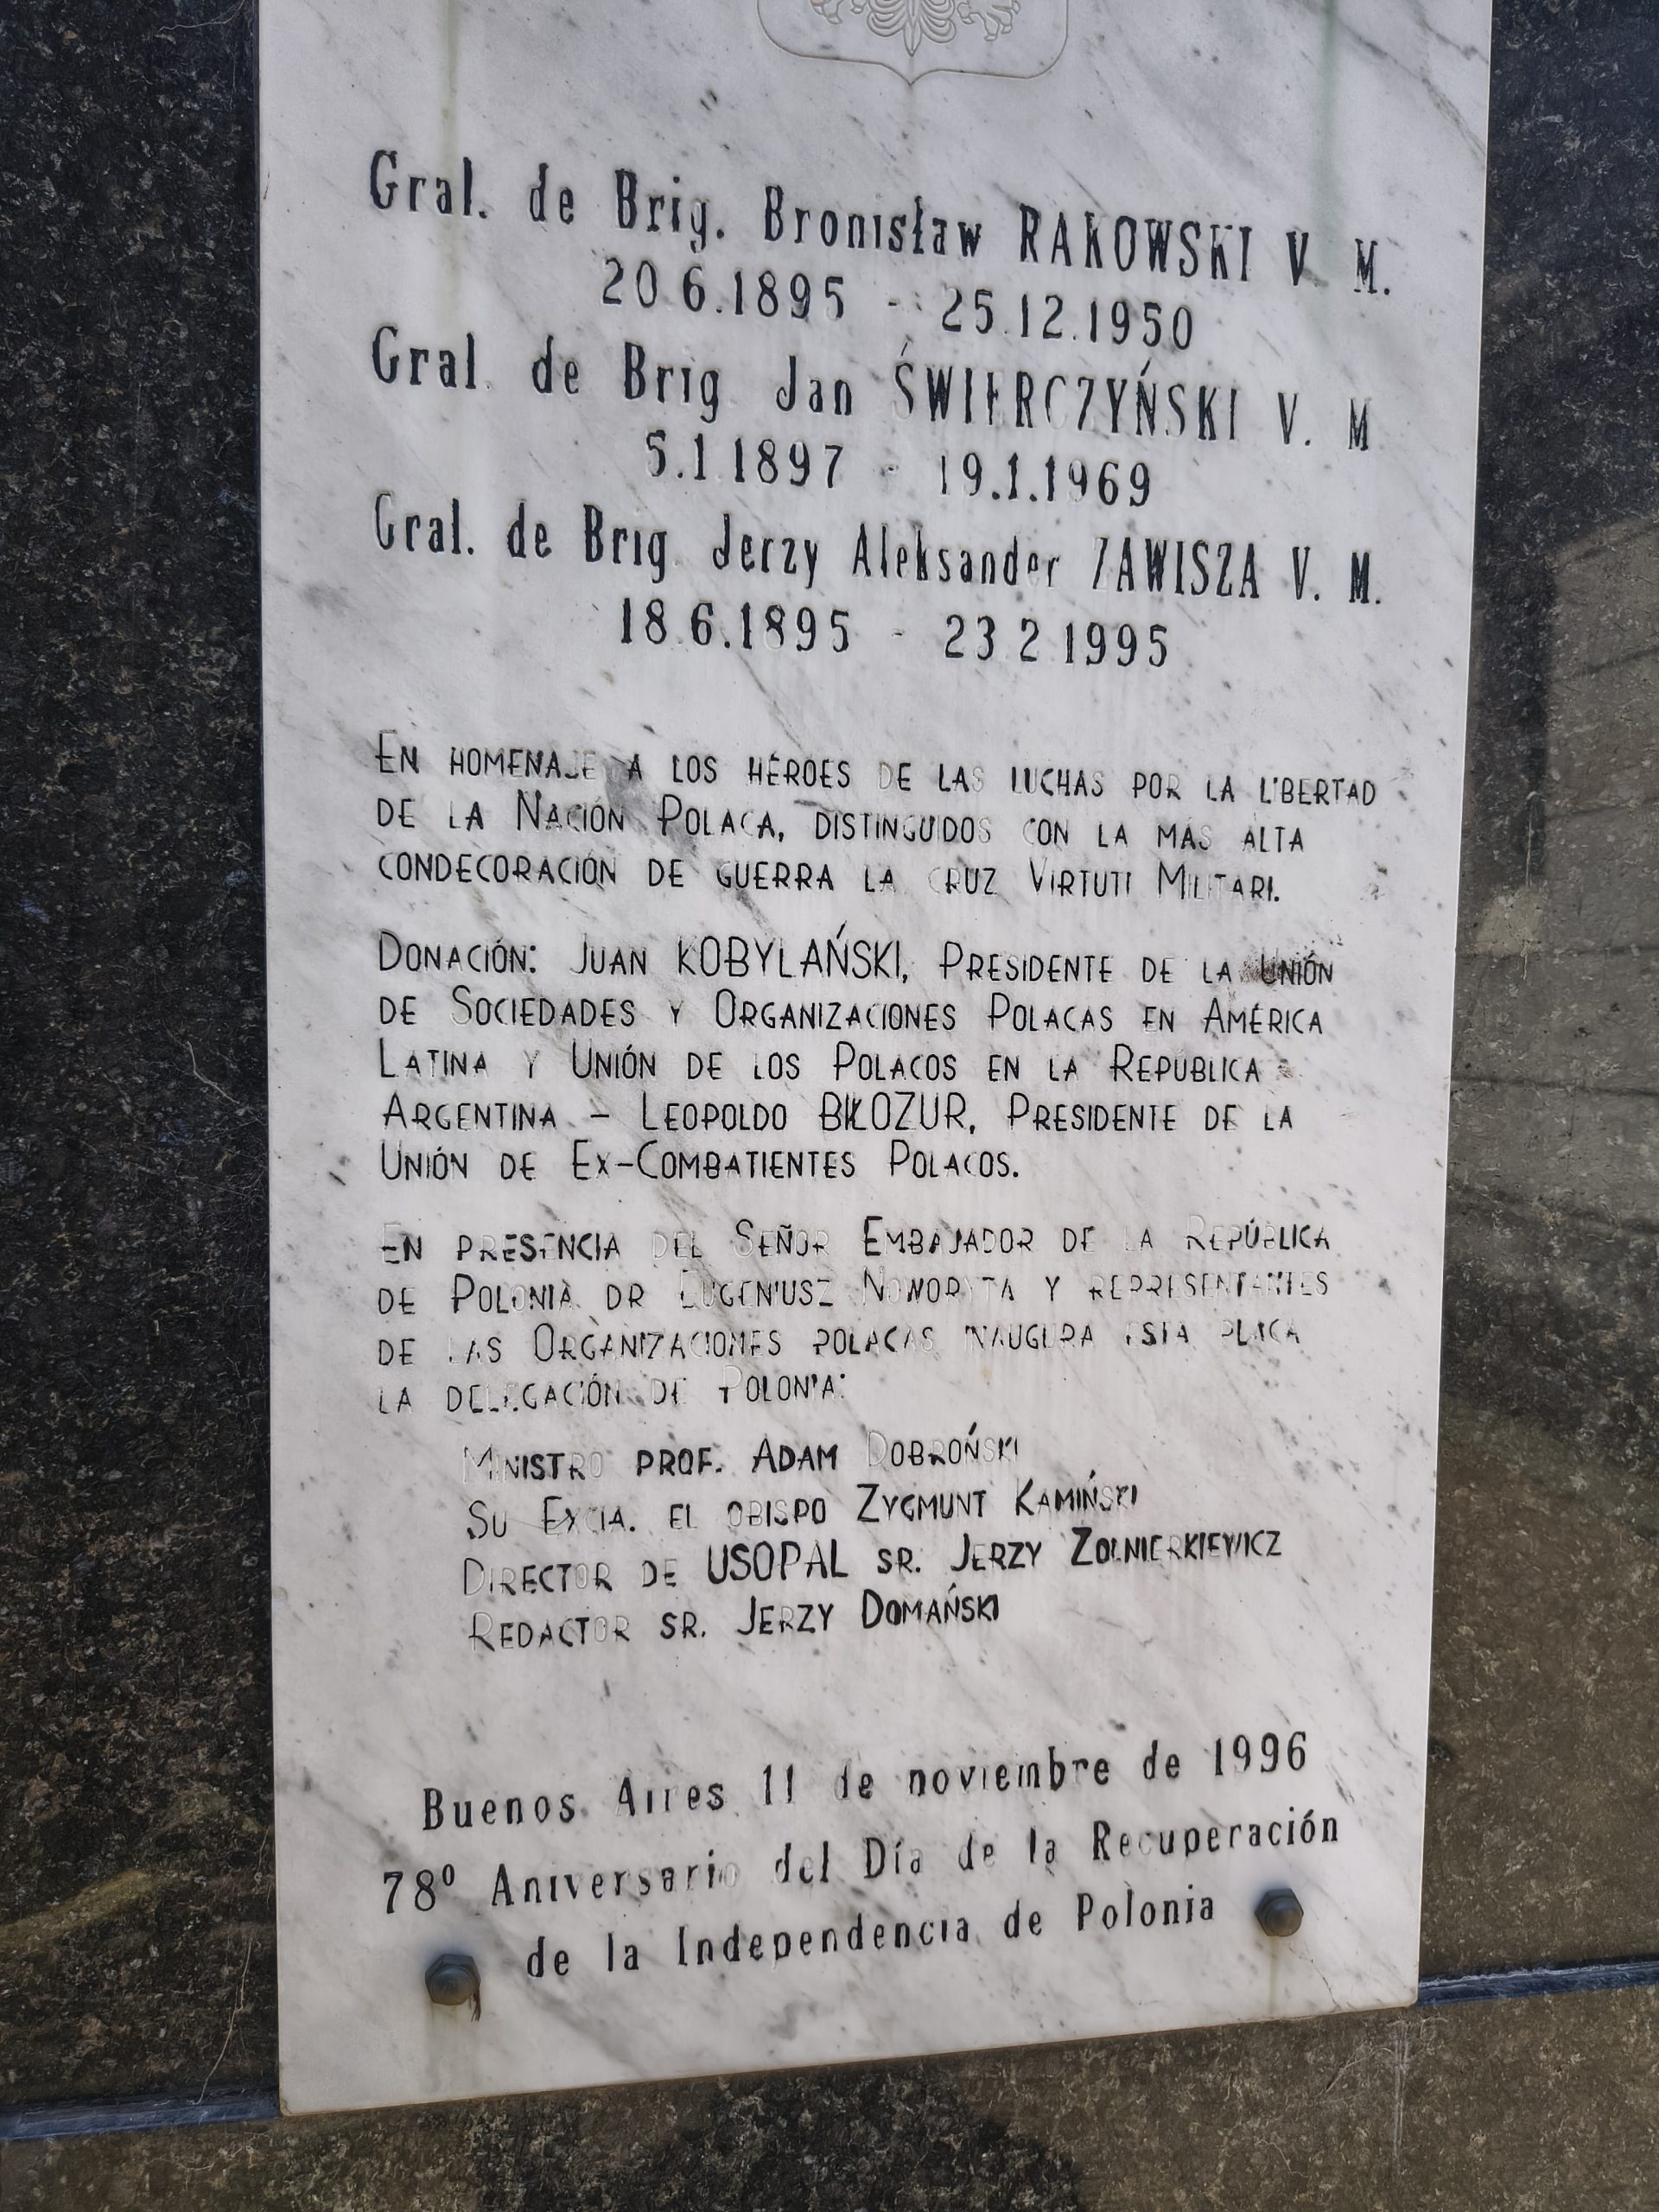 Gral. de Brig. Bronisław RAKOWSKI V. M.
20.6.1895 - 25.12.1950
Gral. de Brig. Jan ŚWIERCZYŃSKI V. M.
5.1.1897 - 19.1.1969
Gral. de Brig. Jerzy Aleksander ZAWISZA V. M.
18.6.1895 - 23.2.1995
EN HOMENAJE A LOS HÉROES DE LAS LUCHAS POR LA LIBERTAD
DE LA NACIÓN POLACA, DISTINGUIDOS CON LA MÁS ALTA
CONDECORACIÓN DE GUERRA LA CRUZ VIRTUTI MILITARI.
DONACIÓN: JUAN KOBYLAŃSKI, PRESIDENTE DE LA UNIÓN
DE SOCIEDADES Y ORGANIZACIONES POLACAS EN AMÉRICA
LATINA Y UNIÓN DE LOS POLACOS EN LA REPÚBLICA
ARGENTINA - LEOPOLDO BIŁOZUR, PRESIDENTE DE LA
UNIÓN DE EX-COMBATIENTES POLACOS.
EN PRESENCIA DEL SEÑOR EMBAJADOR DE LA REPÚBLICA
DE POLONIA DR EUGENIUSZ NOWORYTA Y REPRESENTANTES
DE LAS ORGANIZACIONES POLACAS INAUGURA ESTA PLACA
LA DELEGACIÓN DE POLONIA:
MINISTRO PROF. ADAM DOBROŃSKI
SU EXCIA. EL OBISPO ZYGMUNT KAMIŃSKI
DIRECTOR DE USOPAL SR. JERZY ZOLNIERKIEWICZ
REDACTOR SR. JERZY DOMAŃSKI
Buenos Aires 11 de noviembre de 1996
78º Aniversario del Día de la Recuperación
de la Independencia de Polonia